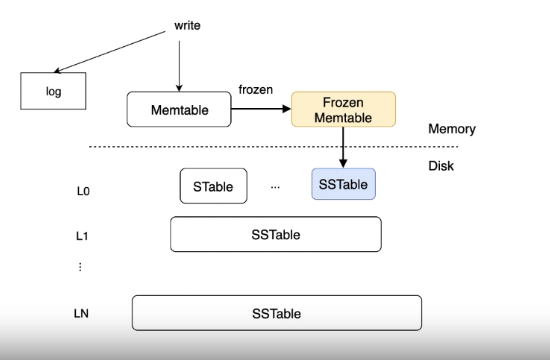 write
log
frozen
Memtable
Frozen
Memtable
Memory
Disk
L0
STable
...
SSTable
L1
SSTable
⋮
LN
SSTable